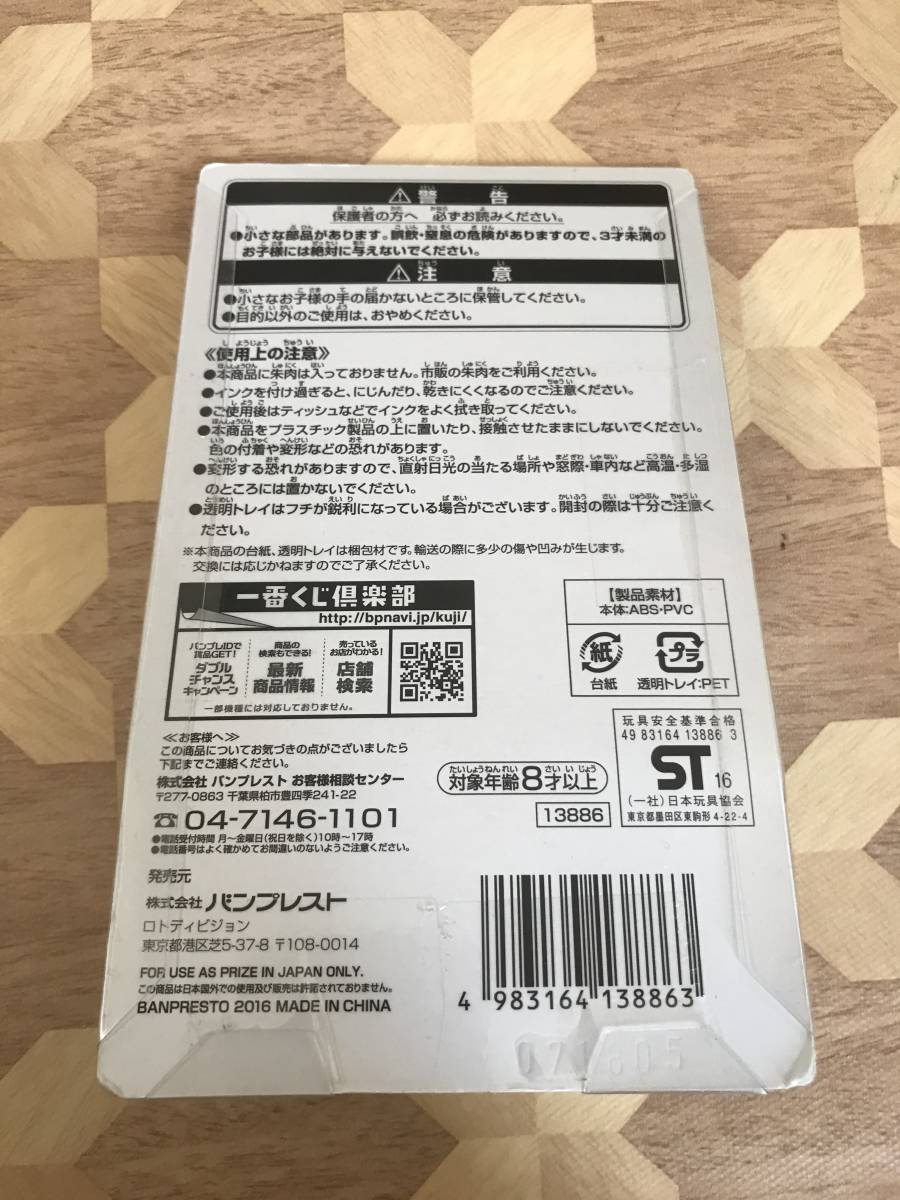 ⚠警告
保護者の方へ 必ずお読みください。
●小さな部品があります。誤飲・窒息の危険がありますので、3才未満の
お子様には絶対に与えないでください。
⚠注意
●小さなお子様の手の届かないところに保管してください。
●目的以外のご使用は、おやめください。
《使用上の注意》
●本商品に朱肉は入っておりません。市販の朱肉をご利用ください。
●インクを付け過ぎると、にじんだり、乾きにくくなるのでご注意ください。
●ご使用後はティッシュなどでインクをよく拭き取ってください。
●本商品をプラスチック製品の上に置いたり、接触させたままにしないでください。
色の付着や変形などの恐れがあります。
●変形する恐れがありますので、直射日光の当たる場所や窓際・車内など高温・多湿
のところには置かないでください。
●透明トレイはフチが鋭利になっている場合がございます。開封の際は十分ご注意く
ださい。
※本商品の台紙、透明トレイは梱包材です。輸送の際に多少の傷や凹みが生じます。
交換には応じかねますのでご了承ください。
一番くじ倶楽部
http://bpnavi.jp/kuji/
バンプレIDで
賞品GET!
ダブル
チャンス
キャンペーン
商品の
検索もできる!
最新
商品情報
売っている
お店がわかる!
店舗
検索
一部機種には対応しておりません。
【製品素材】
本体:ABS・PVC
紙
台紙
プラ
透明トレイ:PET
≪お客様へ≫
この商品についてお気づきの点がございましたら
下記までご連絡ください。
株式会社 バンプレスト お客様相談センター
〒277-0863 千葉県柏市豊四季241-22
☎04-7146-1101
●電話受付時間 月〜金曜日(祝日を除く)10時〜17時
●電話番号はよく確かめてお間違いのないようご注意ください。
対象年齢8才以上
13886
玩具安全基準合格
49 83164 13886 3
ST 16
(一社)日本玩具協会
東京都墨田区東駒形4-22-4
発売元
株式会社 バンプレスト
ロトディビジョン
東京都港区芝5-37-8 〒108-0014
FOR USE AS PRIZE IN JAPAN ONLY.
この商品は日本国外での使用及び販売は許諾されておりません。
BANPRESTO 2016 MADE IN CHINA
4 983164 138863